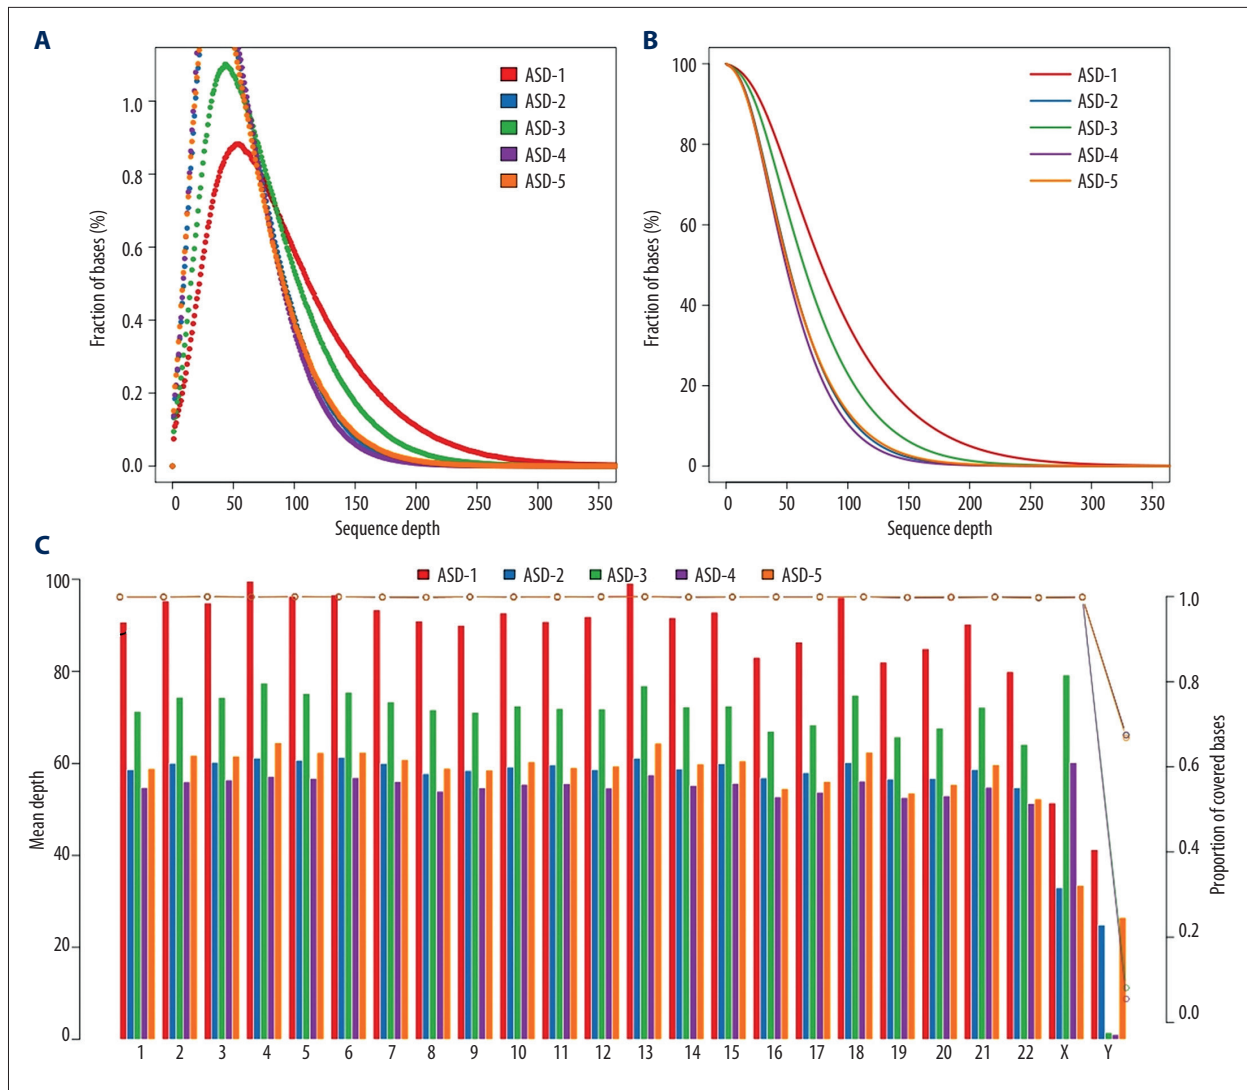 A
ASD-1
ASD-2
ASD-3
ASD-4
ASD-5
1.0
0.8
0.6
0.4
0.2
0.0
Fraction of bases (%)
0 50 100 150 200 250 300 350
Sequence depth
B
ASD-1
ASD-2
ASD-3
ASD-4
ASD-5
100
80
60
40
20
0
Fraction of bases (%)
0 50 100 150 200 250 300 350
Sequence depth
C
ASD-1 ASD-2 ASD-3 ASD-4 ASD-5
100
80
60
40
20
0
Mean depth
1.0
0.8
0.6
0.4
0.2
0.0
Proportion of covered bases
1 2 3 4 5 6 7 8 9 10 11 12 13 14 15 16 17 18 19 20 21 22 X Y